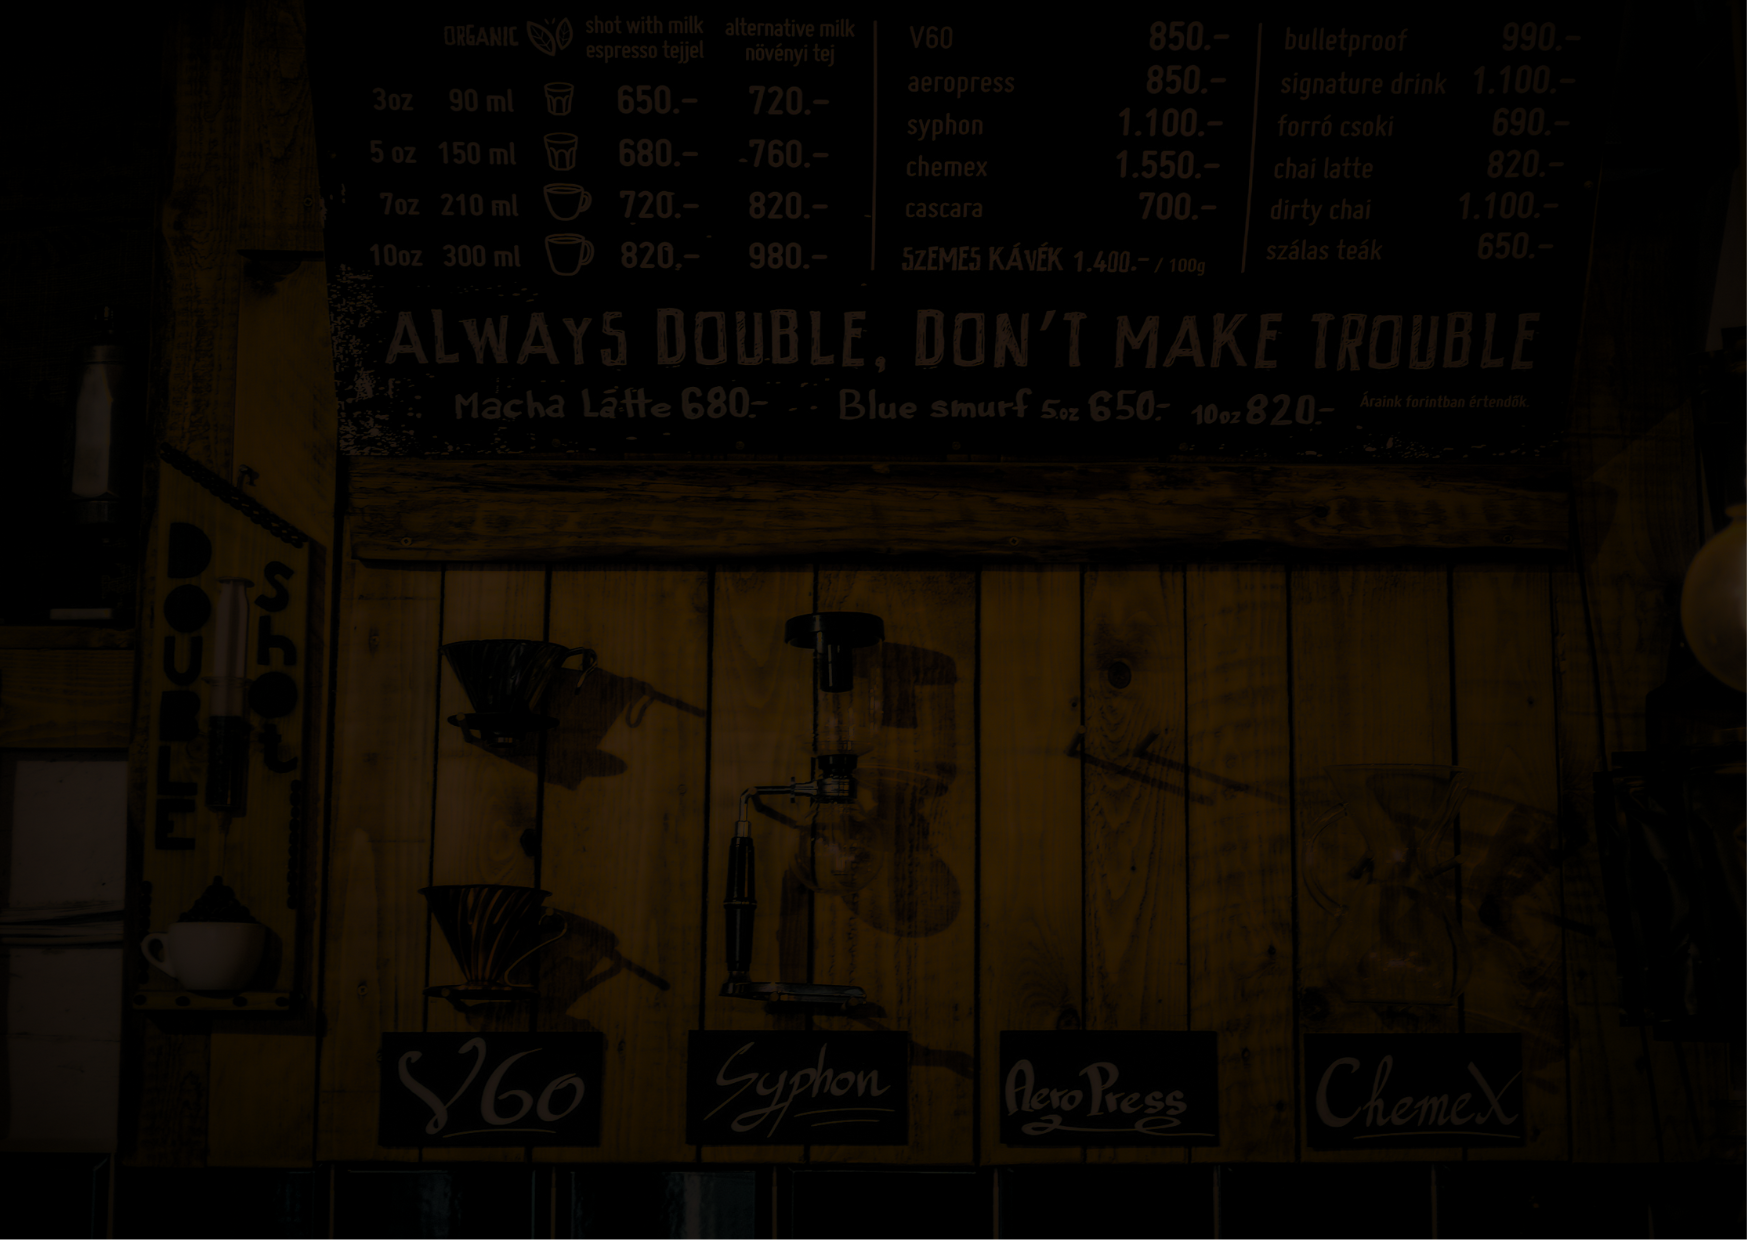 ORGANIC
shot with milk
espresso tejjel
alternative milk
növényi tej
3oz 90 ml 650.- 720.-
5 oz 150 ml 680.- 760.-
7oz 210 ml 720.- 820.-
10oz 300 ml 820.- 980.-
V60 850.-
aeropress 850.-
syphon 1.100.-
chemex 1.550.-
cascara 700.-
SZEMES KÁVÉK 1.400.- / 100g
bulletproof 990.-
signature drink 1.100.-
forró csoki 690.-
chai latte 820.-
dirty chai 1.100.-
szálas teák 650.-
ALWAYS DOUBLE, DON'T MAKE TROUBLE
Macha Látte 680.- Blue smurf 5oz 650.- 10oz 820.-
Áraink forintban értendők.
DOUBLE
shot
V60
Syphon
AeroPress
ChemeX